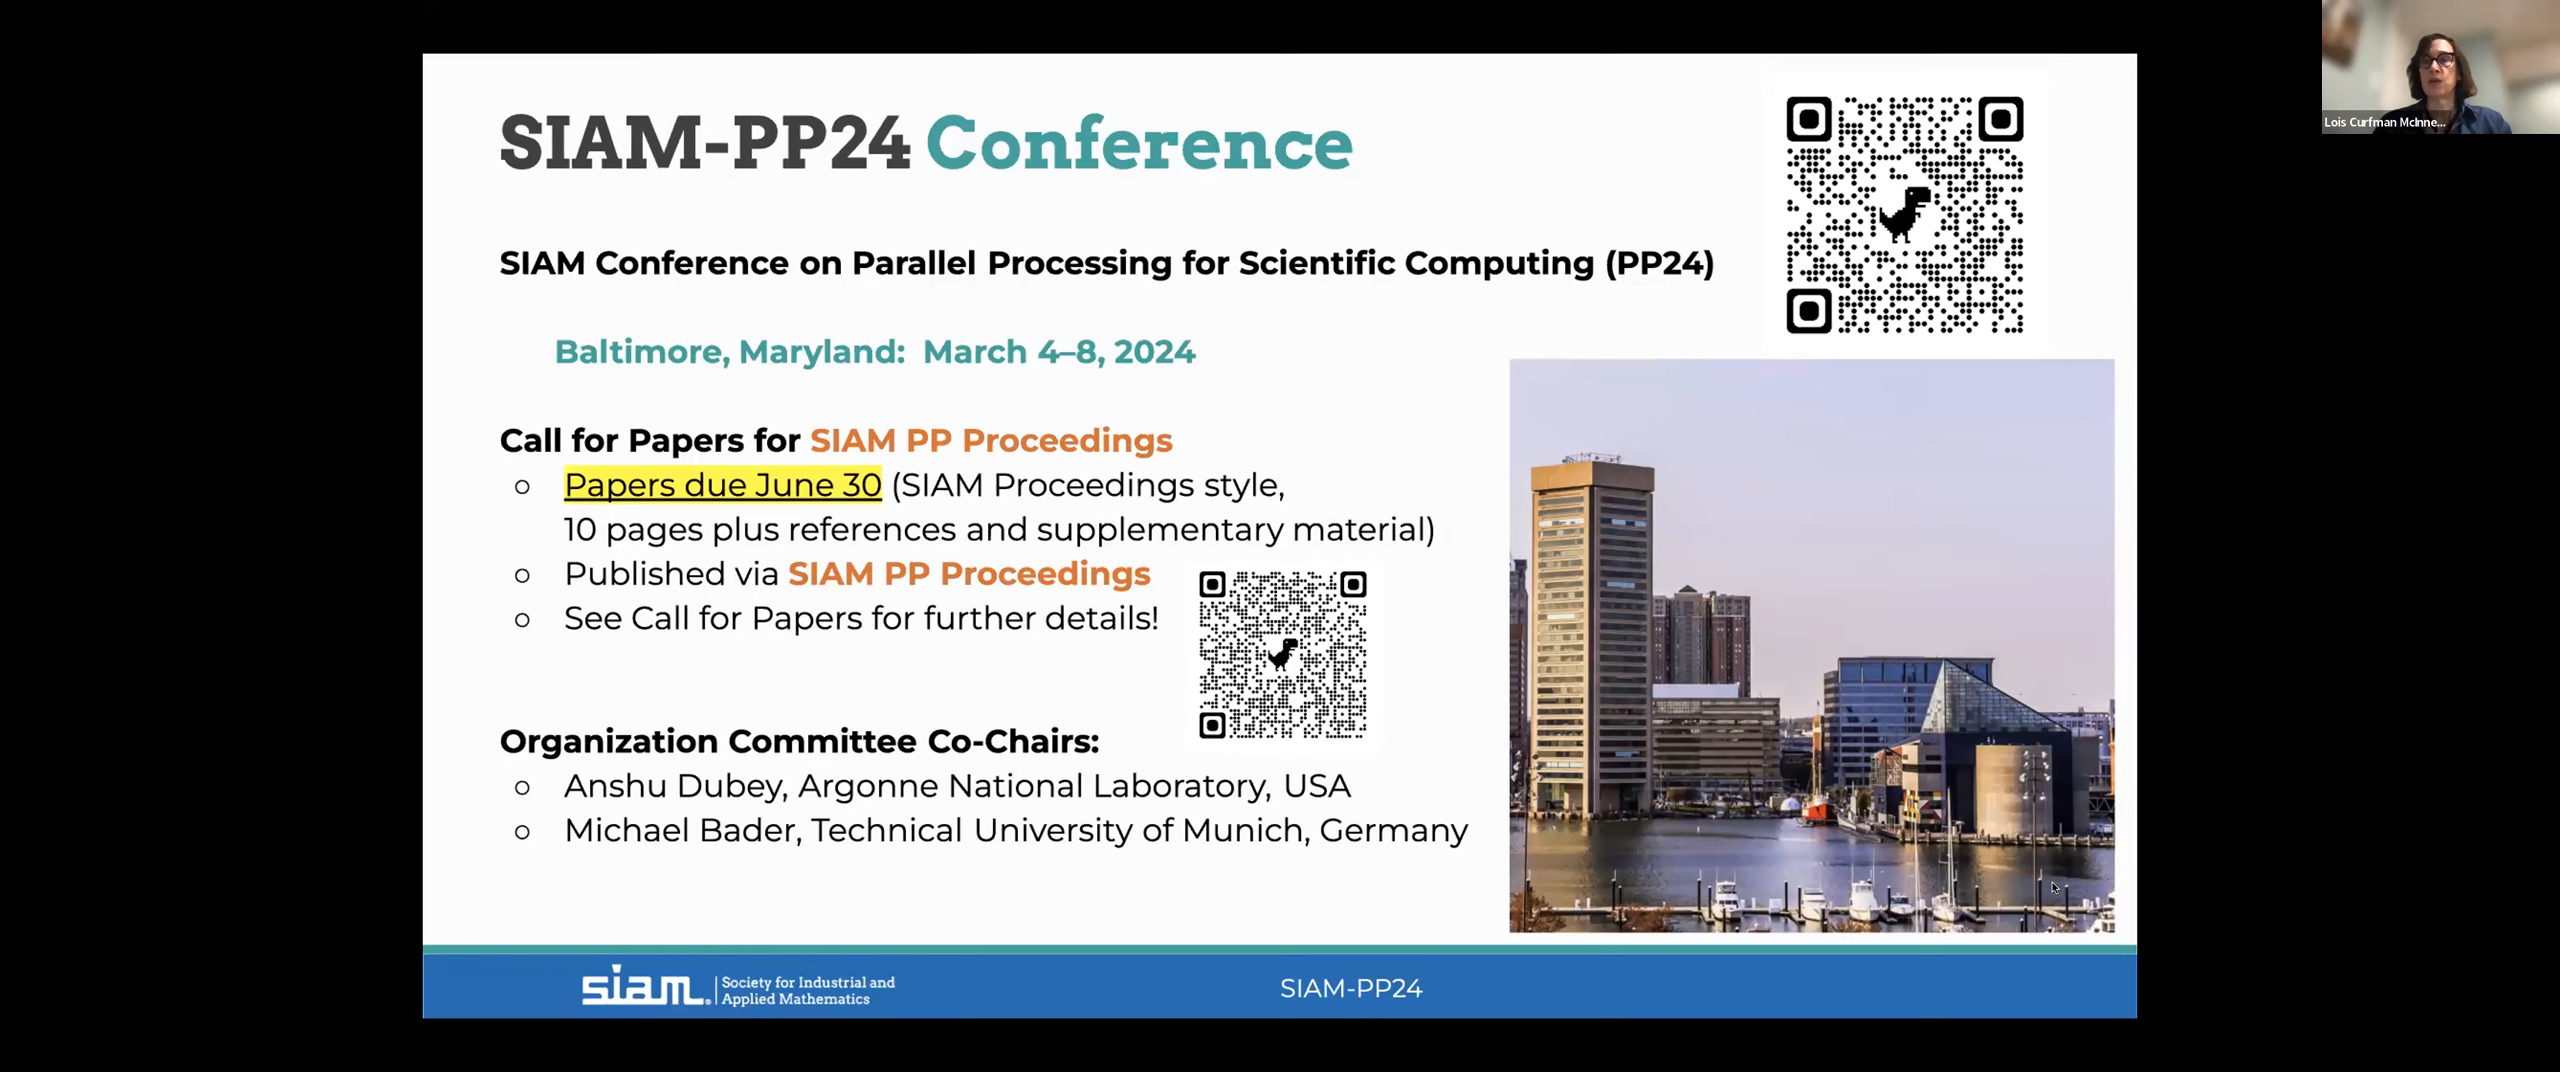 SIAM-PP24 Conference
SIAM Conference on Parallel Processing for Scientific Computing (PP24)
Baltimore, Maryland: March 4–8, 2024
Call for Papers for SIAM PP Proceedings
○ Papers due June 30 (SIAM Proceedings style,
10 pages plus references and supplementary material)
○ Published via SIAM PP Proceedings
○ See Call for Papers for further details!
Organization Committee Co-Chairs:
○ Anshu Dubey, Argonne National Laboratory, USA
○ Michael Bader, Technical University of Munich, Germany
siam. Society for Industrial and
Applied Mathematics
SIAM-PP24
Lois Curfman McInne...